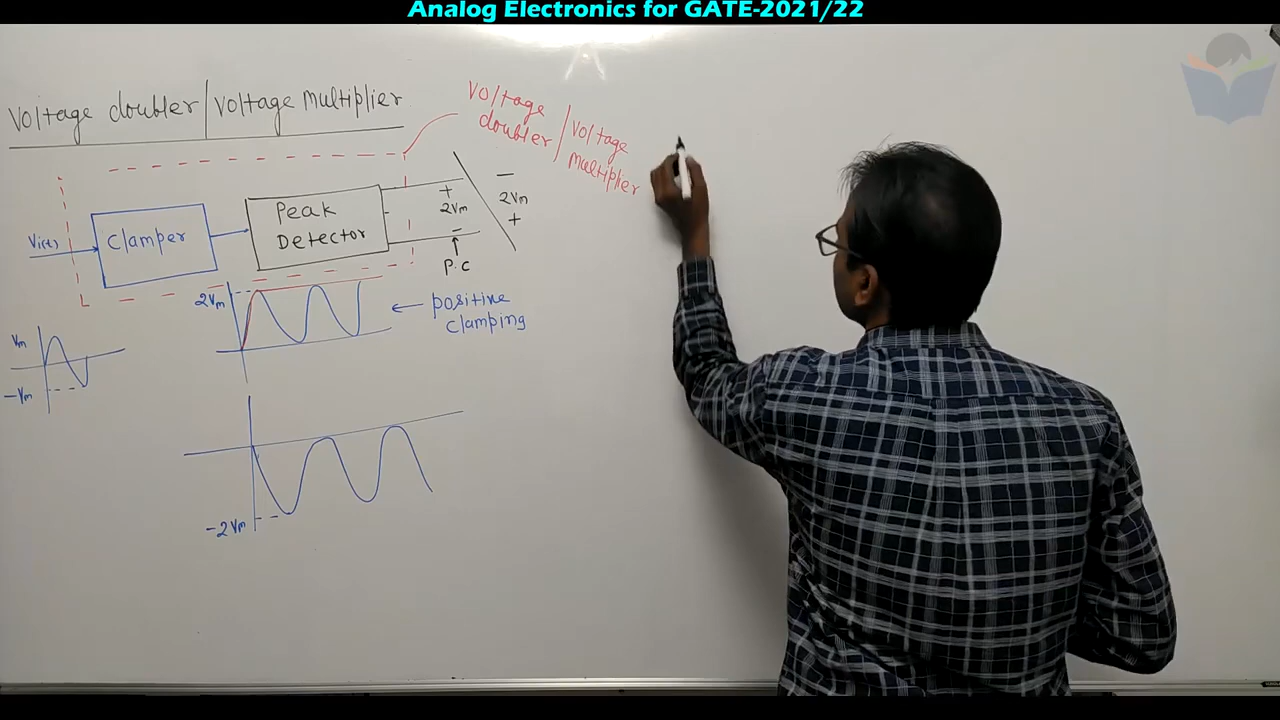 Analog Electronics for GATE-2021/22
Voltage doubler/voltage multiplier
Voltage
doubler/Voltage
multiplier
Vi(t)
Clamper
Peak
Detector
+
2Vm
−
−
2Vm
+
P.C
2Vm
← positive
clamping
Vm
−Vm
−2Vm